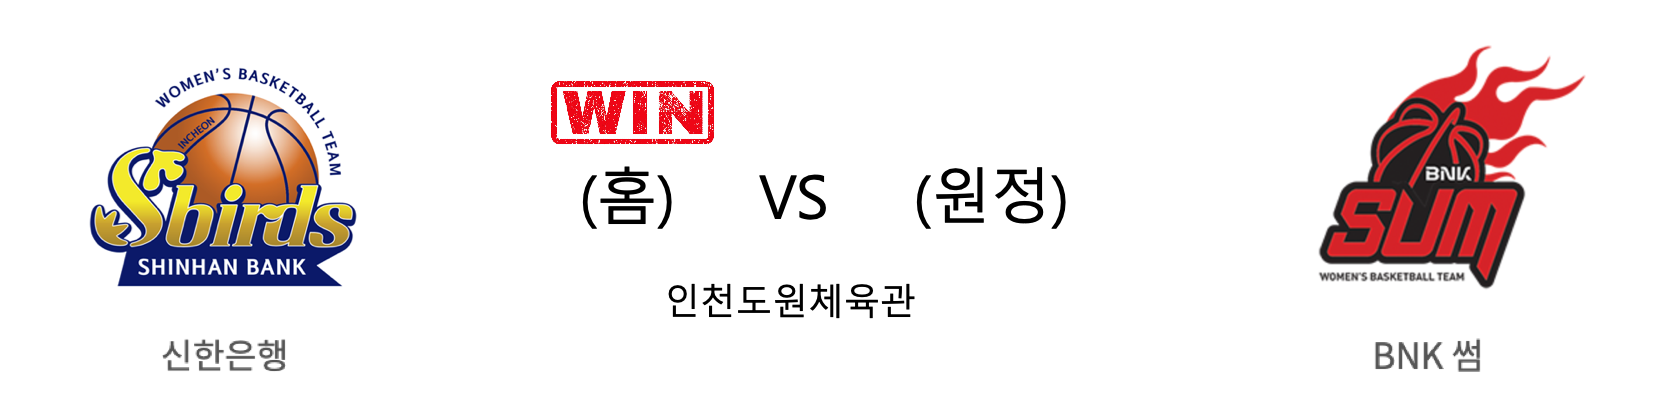 WOMEN'S BASKETBALL TEAM
INCHEON
Sbirds
SHINHAN BANK
신한은행
WIN
(홈) VS (원정)
인천도원체육관
BNK
SUM
WOMEN'S BASKETBALL TEAM
BNK 썸